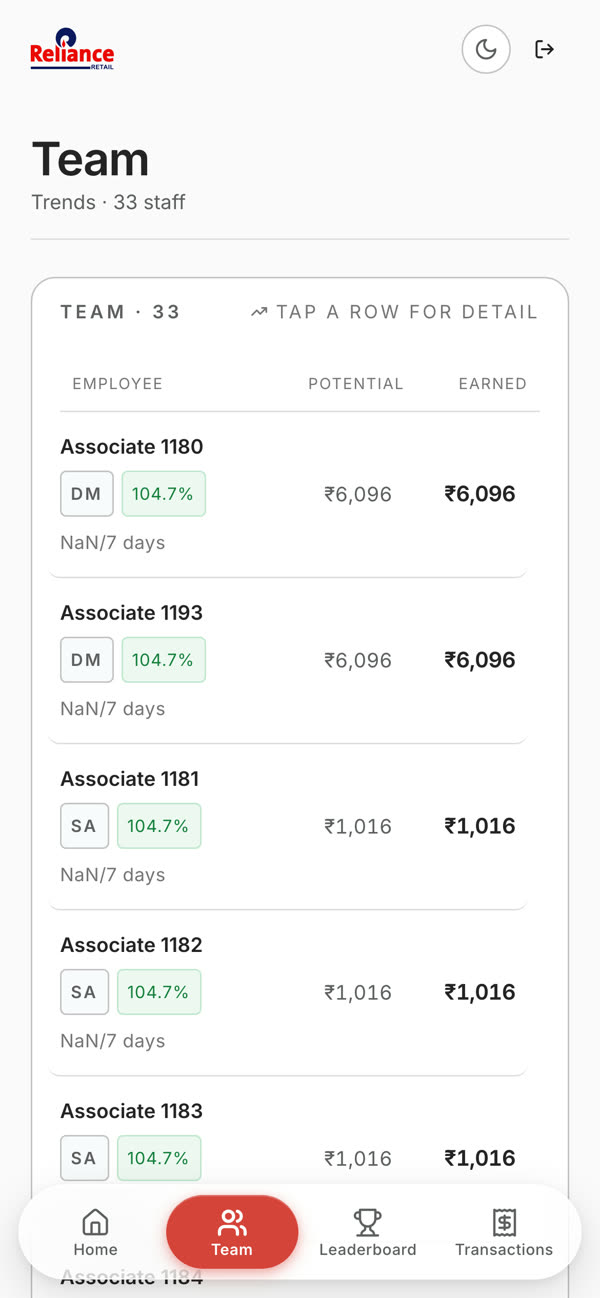 Reliance
RETAIL
Team
Trends · 33 staff
TEAM · 33 TAP A ROW FOR DETAIL
EMPLOYEE POTENTIAL EARNED
Associate 1180
DM 104.7% ₹6,096 ₹6,096
NaN/7 days
Associate 1193
DM 104.7% ₹6,096 ₹6,096
NaN/7 days
Associate 1181
SA 104.7% ₹1,016 ₹1,016
NaN/7 days
Associate 1182
SA 104.7% ₹1,016 ₹1,016
NaN/7 days
Associate 1183
SA 104.7% ₹1,016 ₹1,016
Home Team Leaderboard Transactions
Associate 1184